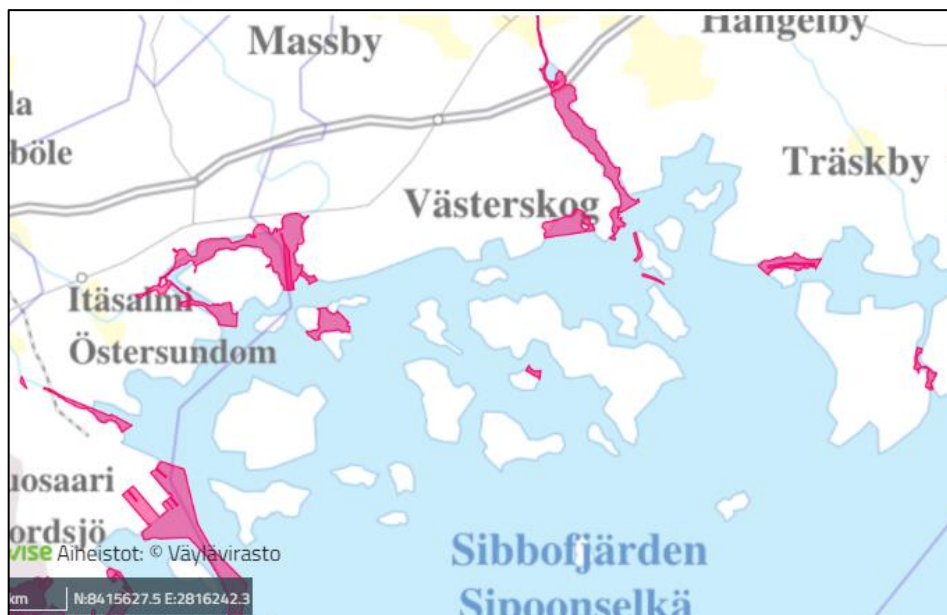 Massby
Hangelby
la
böle
Träskby
Västerskog
Itäsalmi
Östersundom
uosaari
ordsjö
Sibbofjärden
Sipoonselkä
vise Aineistot: © Väylävirasto
km N:8415627.5 E:2816242.3